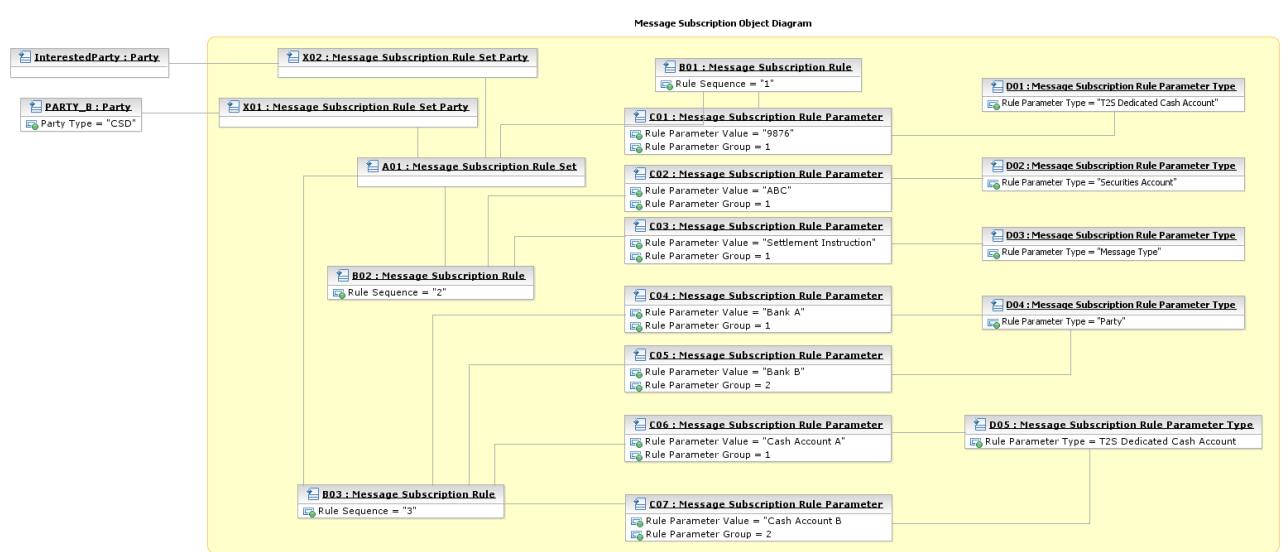 Message Subscription Object Diagram
InterestedParty : Party
X02 : Message Subscription Rule Set Party
B01 : Message Subscription Rule
Rule Sequence = "1"
D01 : Message Subscription Rule Parameter Type
Rule Parameter Type = "T2S Dedicated Cash Account"
PARTY_B : Party
Party Type = "CSD"
X01 : Message Subscription Rule Set Party
C01 : Message Subscription Rule Parameter
Rule Parameter Value = "9876"
Rule Parameter Group = 1
A01 : Message Subscription Rule Set
C02 : Message Subscription Rule Parameter
Rule Parameter Value = "ABC"
Rule Parameter Group = 1
D02 : Message Subscription Rule Parameter Type
Rule Parameter Type = "Securities Account"
C03 : Message Subscription Rule Parameter
Rule Parameter Value = "Settlement Instruction"
Rule Parameter Group = 1
D03 : Message Subscription Rule Parameter Type
Rule Parameter Type = "Message Type"
B02 : Message Subscription Rule
Rule Sequence = "2"
C04 : Message Subscription Rule Parameter
Rule Parameter Value = "Bank A"
Rule Parameter Group = 1
D04 : Message Subscription Rule Parameter Type
Rule Parameter Type = "Party"
C05 : Message Subscription Rule Parameter
Rule Parameter Value = "Bank B"
Rule Parameter Group = 2
C06 : Message Subscription Rule Parameter
Rule Parameter Value = "Cash Account A"
Rule Parameter Group = 1
D05 : Message Subscription Rule Parameter Type
Rule Parameter Type = T2S Dedicated Cash Account
B03 : Message Subscription Rule
Rule Sequence = "3"
C07 : Message Subscription Rule Parameter
Rule Parameter Value = "Cash Account B
Rule Parameter Group = 2